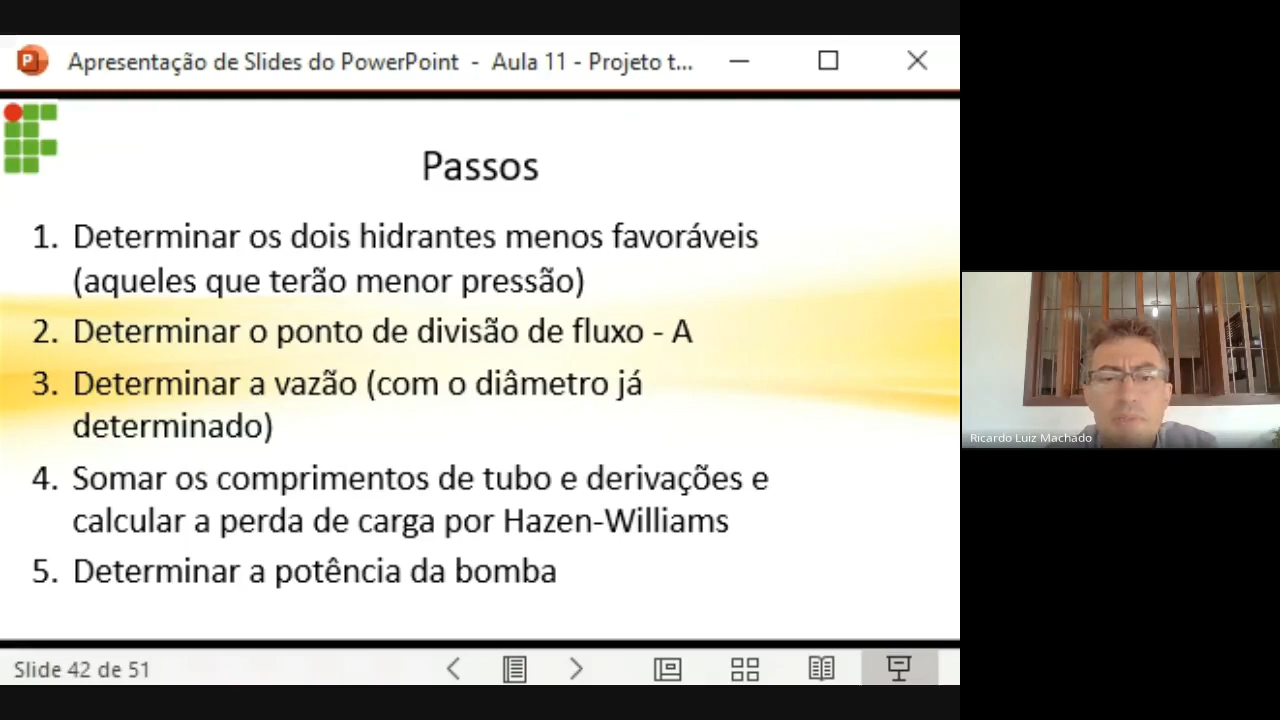 Apresentação de Slides do PowerPoint - Aula 11 - Projeto t...
Passos
1. Determinar os dois hidrantes menos favoráveis
(aqueles que terão menor pressão)
2. Determinar o ponto de divisão de fluxo - A
3. Determinar a vazão (com o diâmetro já
determinado)
4. Somar os comprimentos de tubo e derivações e
calcular a perda de carga por Hazen-Williams
5. Determinar a potência da bomba
Ricardo Luiz Machado
Slide 42 de 51